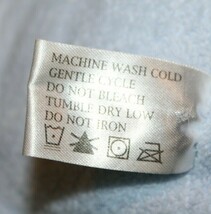 MACHINE WASH COLD
GENTLE CYCLE
DO NOT BLEACH
TUMBLE DRY LOW
DO NOT IRON